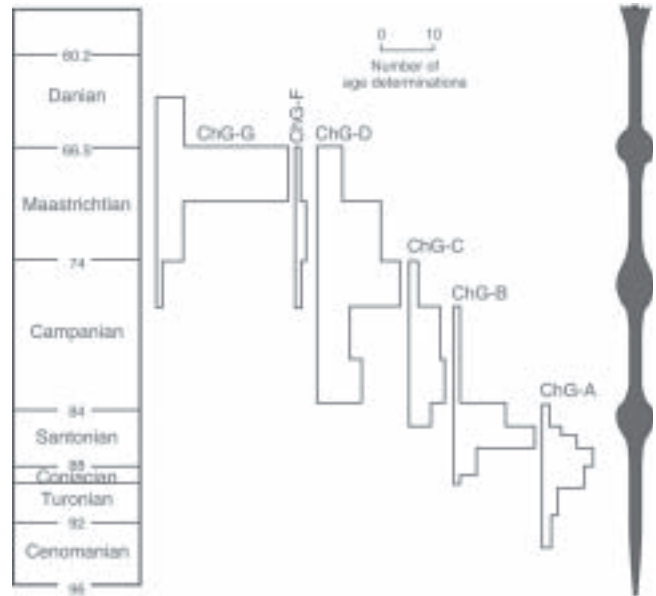 0 10
Number of
age determinations
60.2
Danian
ChG-G
ChG-F
ChG-D
66.5
Maastrichtian
ChG-C
74
ChG-B
Campanian
ChG-A
84
Santonian
88
Coniacian
Turonian
92
Cenomanian
96